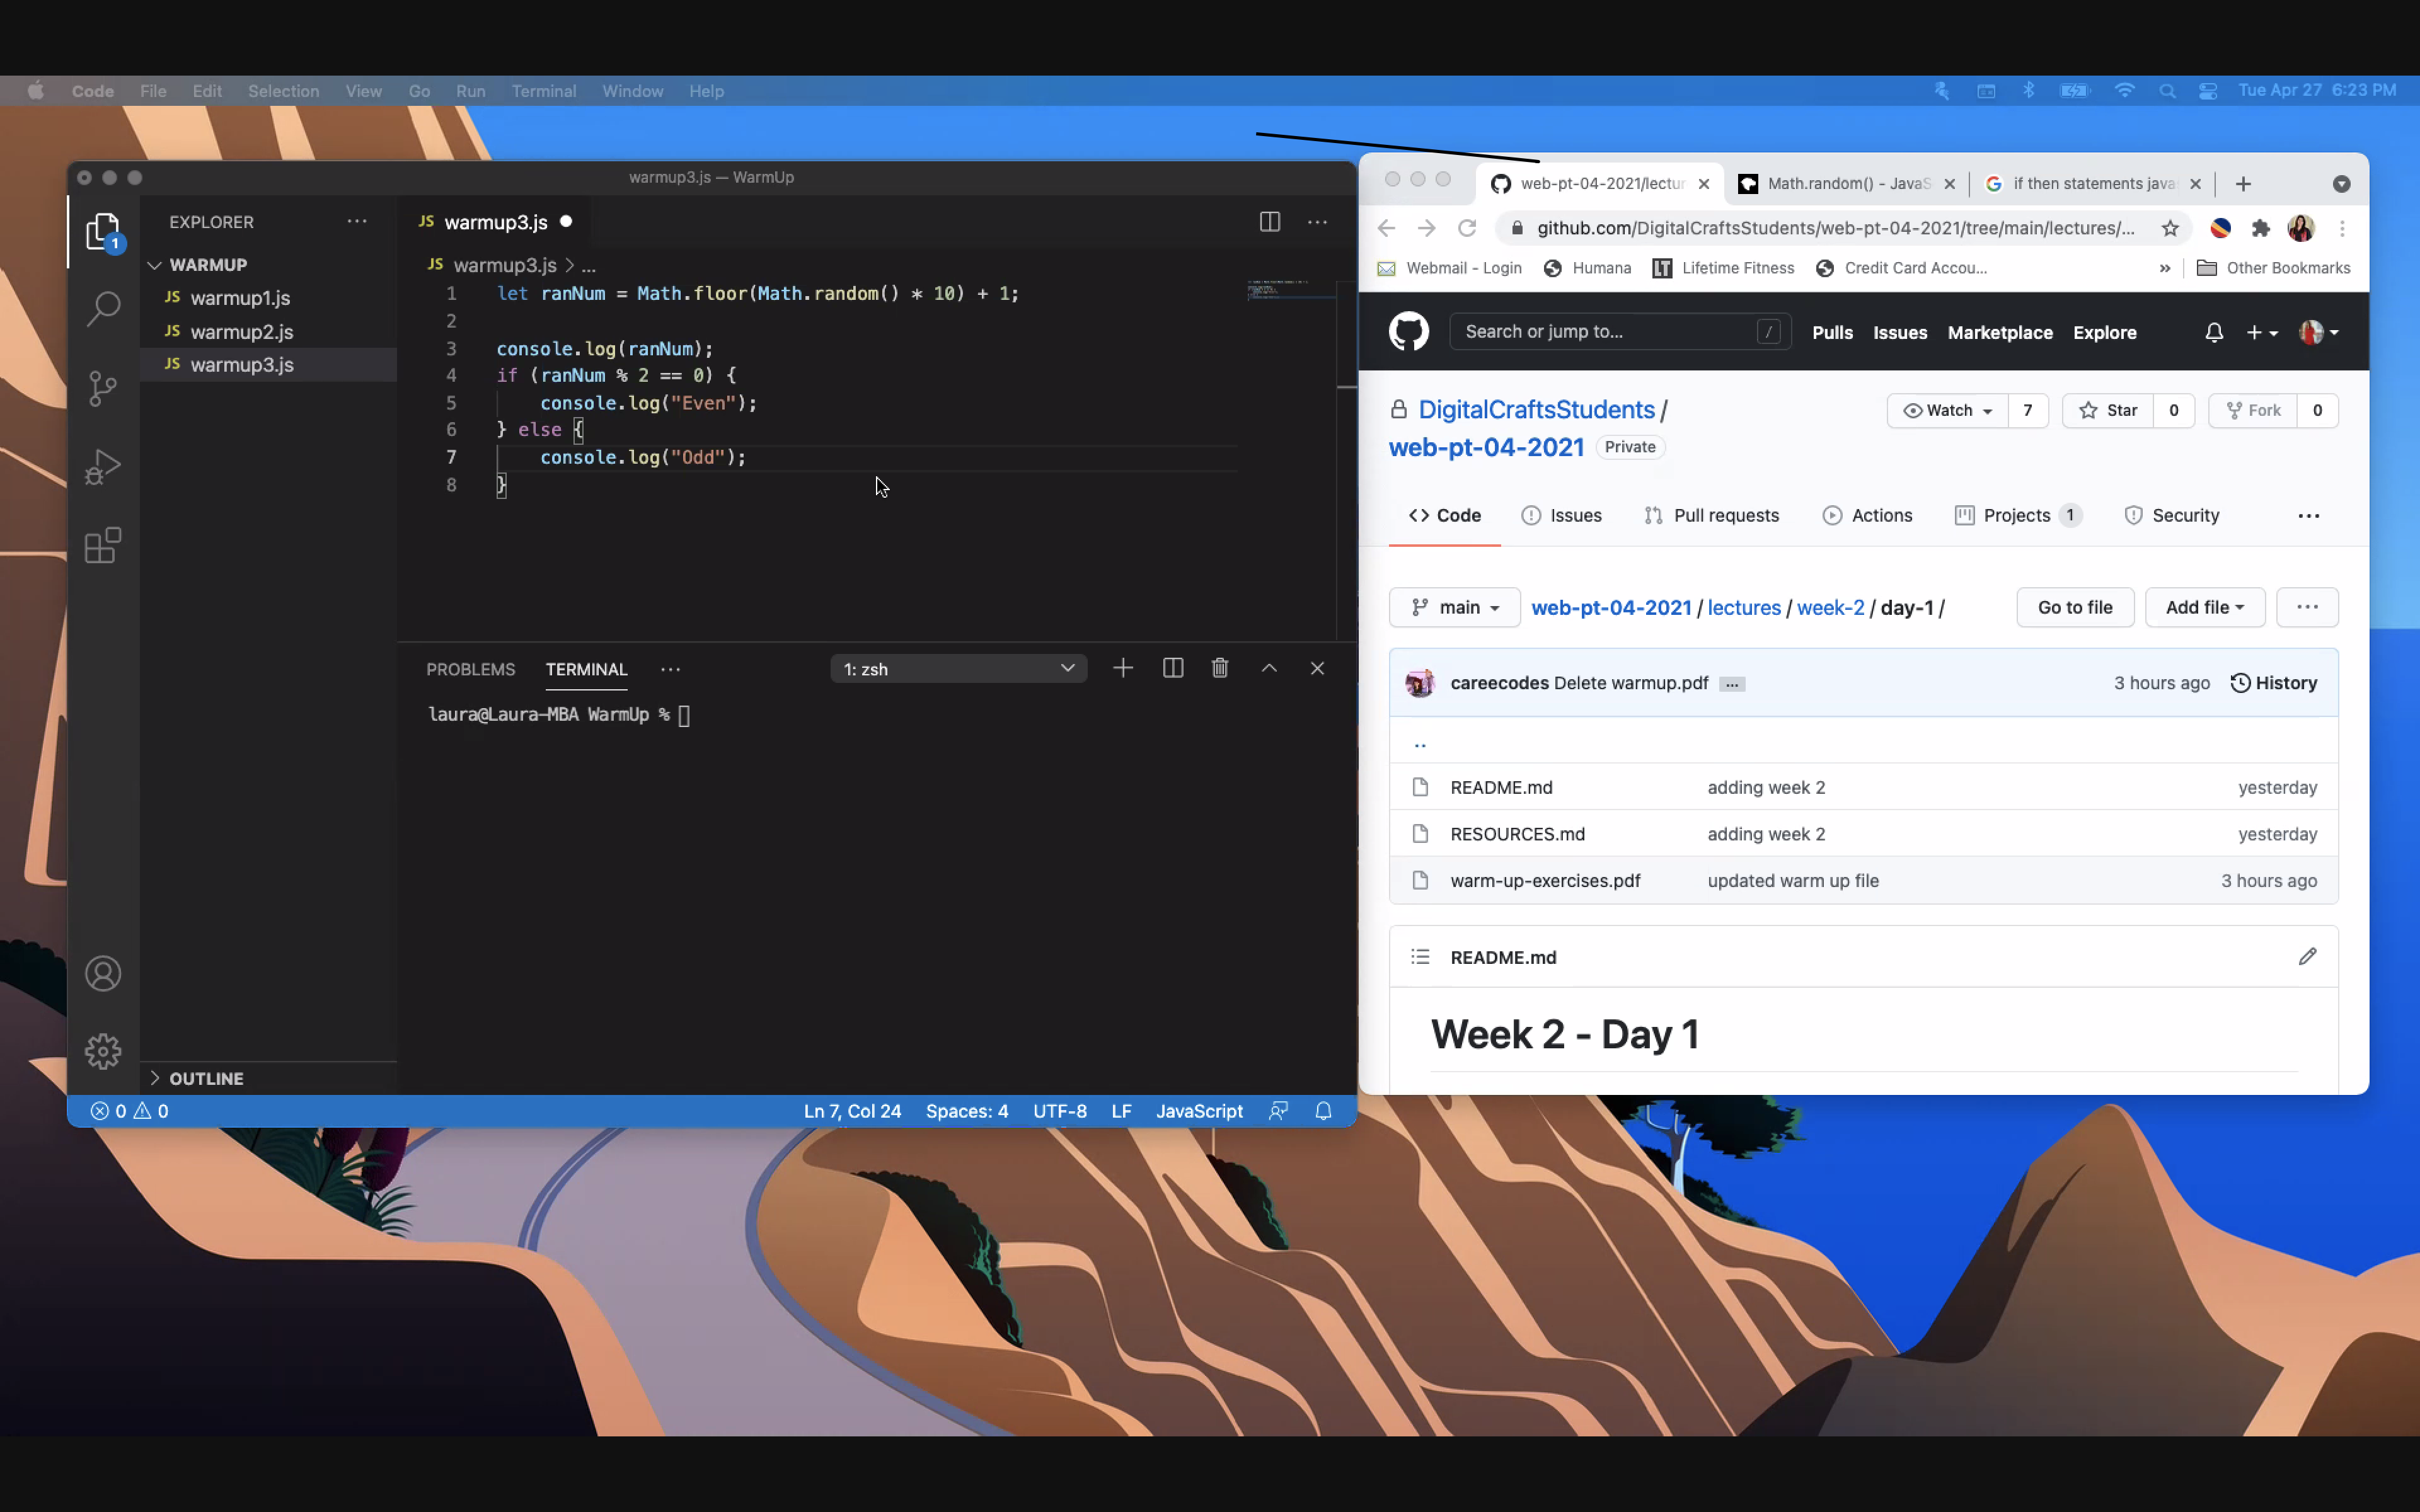 Code File Edit Selection View Go Run Terminal Window Help Tue Apr 27 6:23 PM
warmup3.js — WarmUp
EXPLORER
1
WARMUP
JS warmup1.js
JS warmup2.js
JS warmup3.js
OUTLINE
JS warmup3.js
JS warmup3.js > ...
1 let ranNum = Math.floor(Math.random() * 10) + 1;
2
3 console.log(ranNum);
4 if (ranNum % 2 == 0) {
5 console.log("Even");
6 } else {
7 console.log("Odd");
8 }
PROBLEMS TERMINAL ... 1: zsh
laura@Laura-MBA WarmUp %
0 0 Ln 7, Col 24 Spaces: 4 UTF-8 LF JavaScript
web-pt-04-2021/lectur Math.random() - JavaS if then statements java
github.com/DigitalCraftsStudents/web-pt-04-2021/tree/main/lectures/...
Webmail - Login Humana LT Lifetime Fitness Credit Card Accou... » Other Bookmarks
Search or jump to... / Pulls Issues Marketplace Explore
DigitalCraftsStudents / Watch 7 Star 0 Fork 0
web-pt-04-2021 Private
Code Issues Pull requests Actions Projects 1 Security ...
main web-pt-04-2021 / lectures / week-2 / day-1 / Go to file Add file ...
careecodes Delete warmup.pdf ... 3 hours ago History
..
README.md adding week 2 yesterday
RESOURCES.md adding week 2 yesterday
warm-up-exercises.pdf updated warm up file 3 hours ago
README.md
Week 2 - Day 1